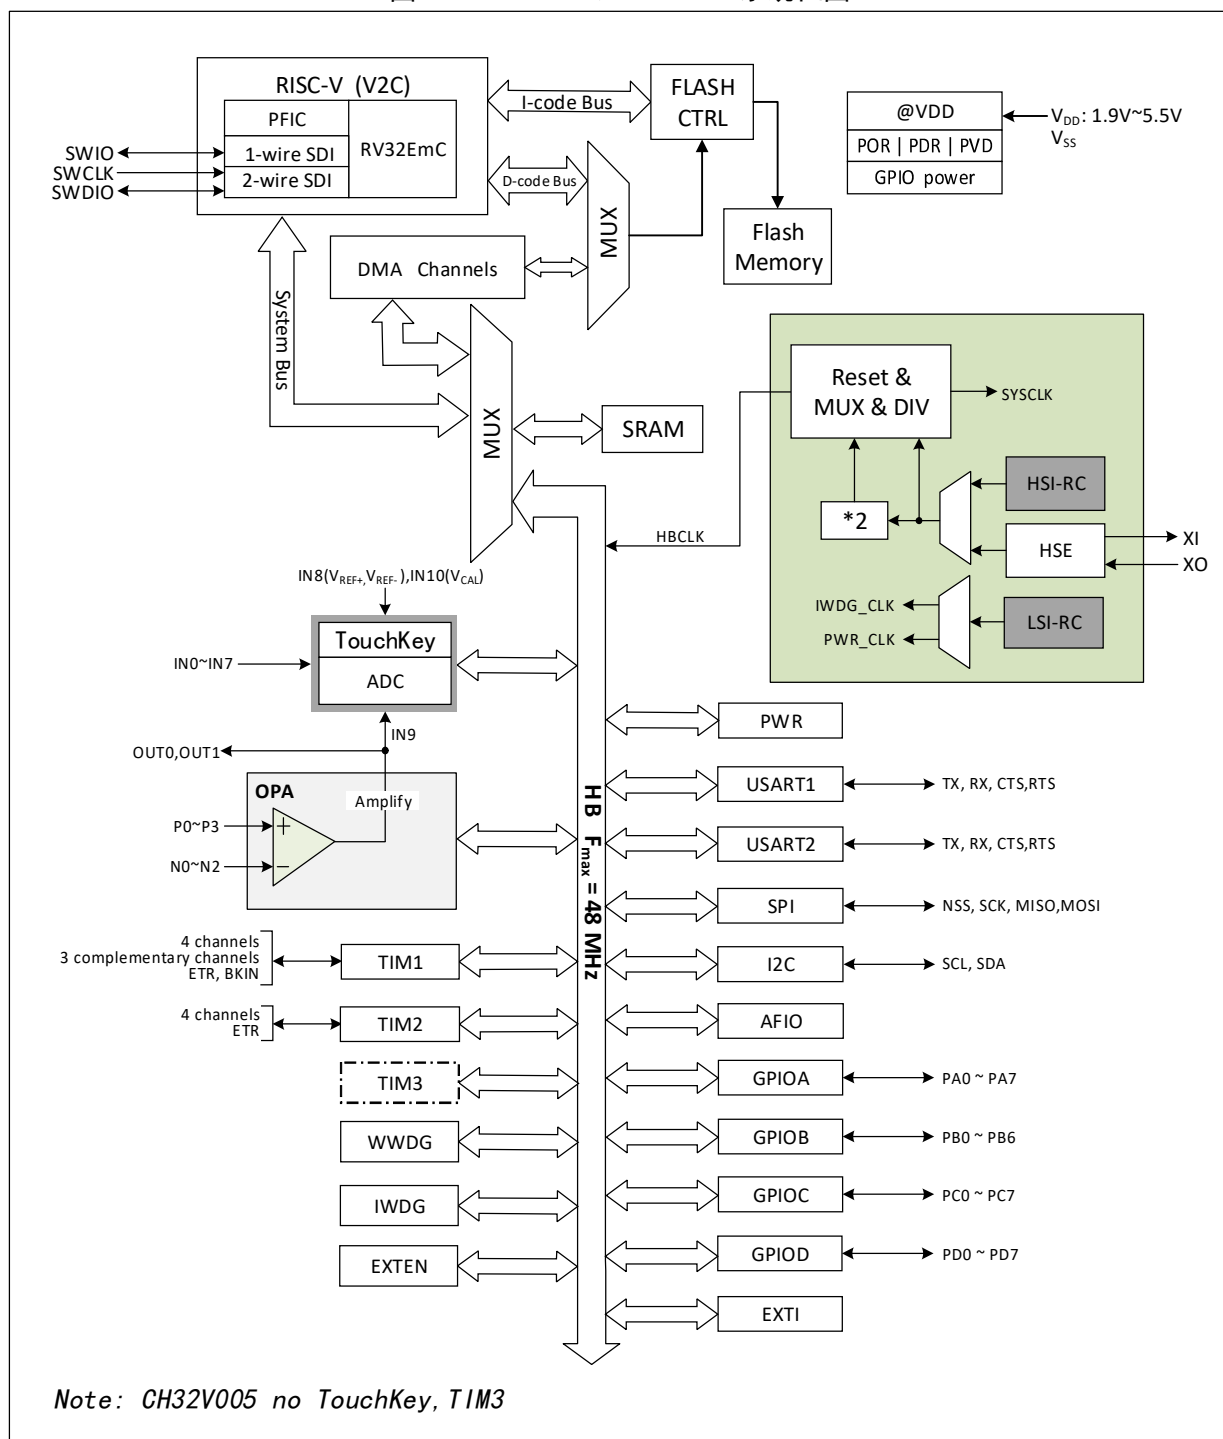 RISC-V (V2C)
PFIC
1-wire SDI
2-wire SDI
RV32EmC
SWIO
SWCLK
SWDIO
I-code Bus
D-code Bus
FLASH
CTRL
MUX
Flash
Memory
@VDD
POR | PDR | PVD
GPIO power
VDD: 1.9V~5.5V
VSS
DMA Channels
System Bus
MUX
SRAM
Reset &
MUX & DIV
SYSCLK
*2
HSI-RC
HSE
XI
XO
HBCLK
IWDG_CLK
PWR_CLK
LSI-RC
IN8(VREF+,VREF-),IN10(VCAL)
TouchKey
ADC
IN0~IN7
IN9
OUT0,OUT1
OPA
Amplify
P0~P3
N0~N2
+
−
HB Fmax = 48 MHz
4 channels
3 complementary channels
ETR, BKIN
TIM1
4 channels
ETR
TIM2
TIM3
WWDG
IWDG
EXTEN
PWR
USART1
TX, RX, CTS,RTS
USART2
TX, RX, CTS,RTS
SPI
NSS, SCK, MISO,MOSI
I2C
SCL, SDA
AFIO
GPIOA
PA0 ~ PA7
GPIOB
PB0 ~ PB6
GPIOC
PC0 ~ PC7
GPIOD
PD0 ~ PD7
EXTI
Note: CH32V005 no TouchKey, TIM3